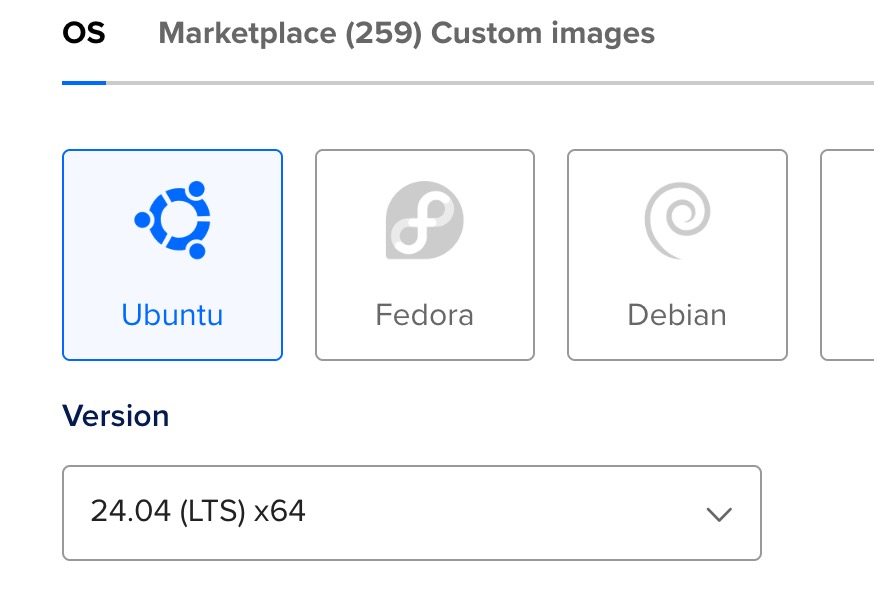 OS Marketplace (259) Custom images
Ubuntu Fedora Debian
Version
24.04 (LTS) x64